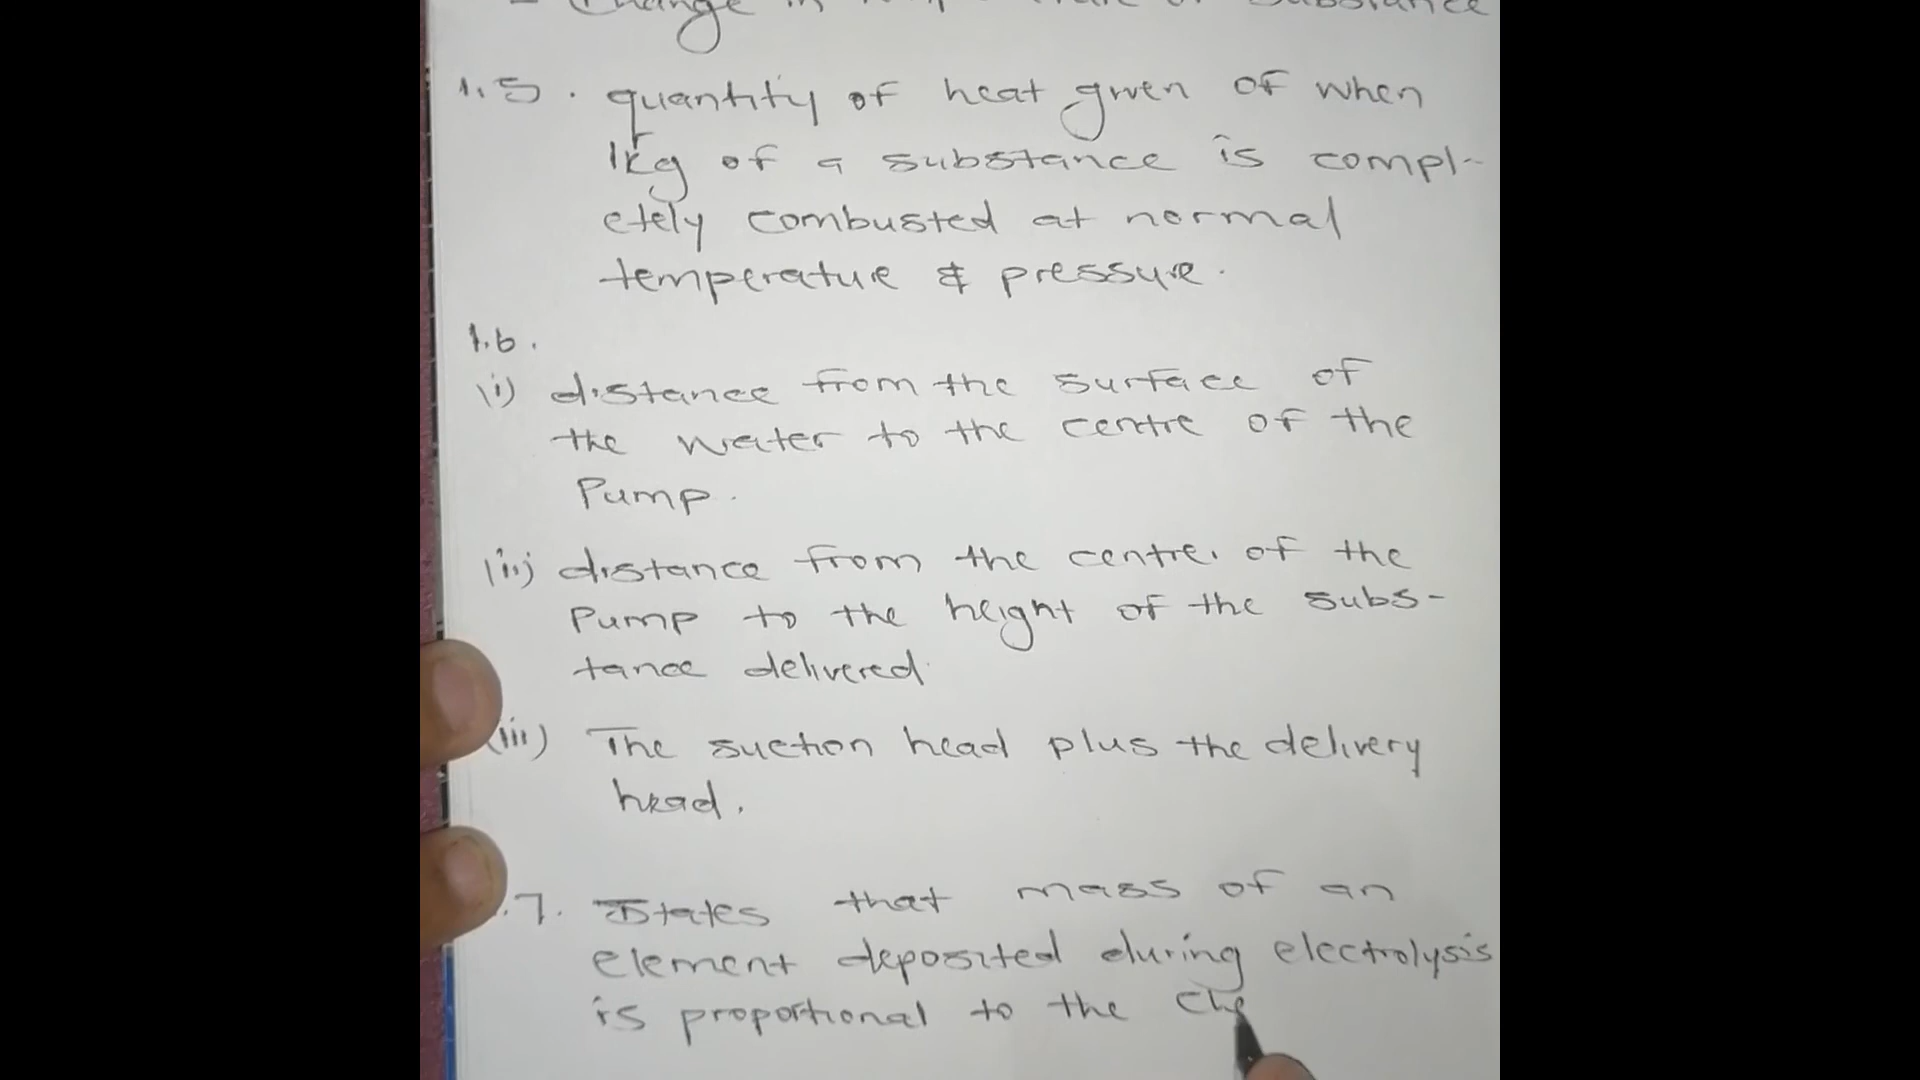 - Change in
1.5. quantity of heat given of when
1kg of a substance is compl-
etely combusted at normal
temperature & pressure.
1.6.
(i) distance from the surface of
the water to the centre of the
Pump.
(ii) distance from the centre. of the
Pump to the height of the subs-
tance delivered.
(iii) The suction head plus the delivery
head.
.7. States that mass of an
element deposited during electrolysis
is proportional to the